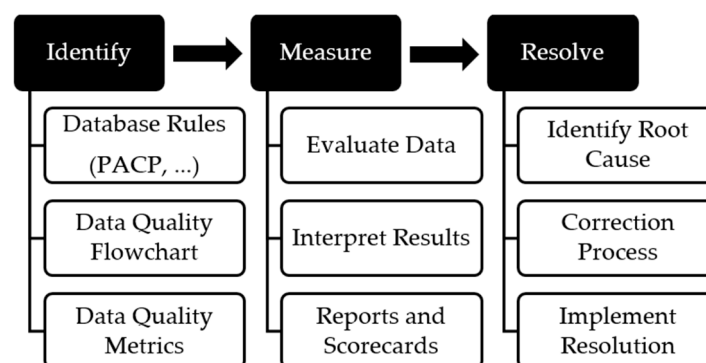 Identify
Measure
Resolve
Database Rules
(PACP, ...)
Data Quality
Flowchart
Data Quality
Metrics
Evaluate Data
Interpret Results
Reports and
Scorecards
Identify Root
Cause
Correction
Process
Implement
Resolution